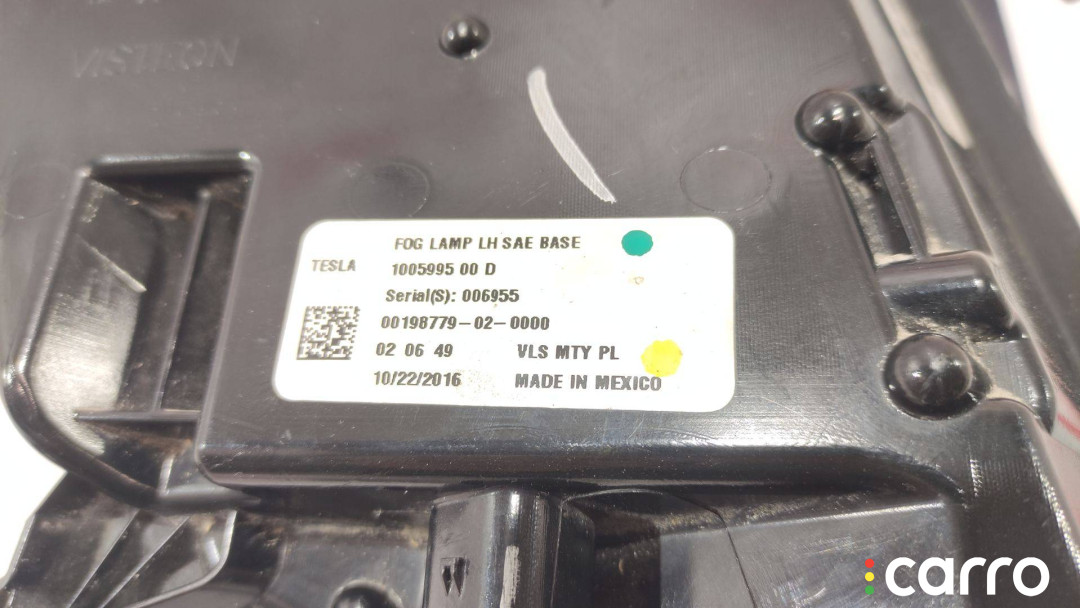 VISTEON
FOG LAMP LH SAE BASE
TESLA
1005995 00 D
Serial(S): 006955
00198779-02-0000
02 06 49 VLS MTY PL
10/22/2016 MADE IN MEXICO
carro